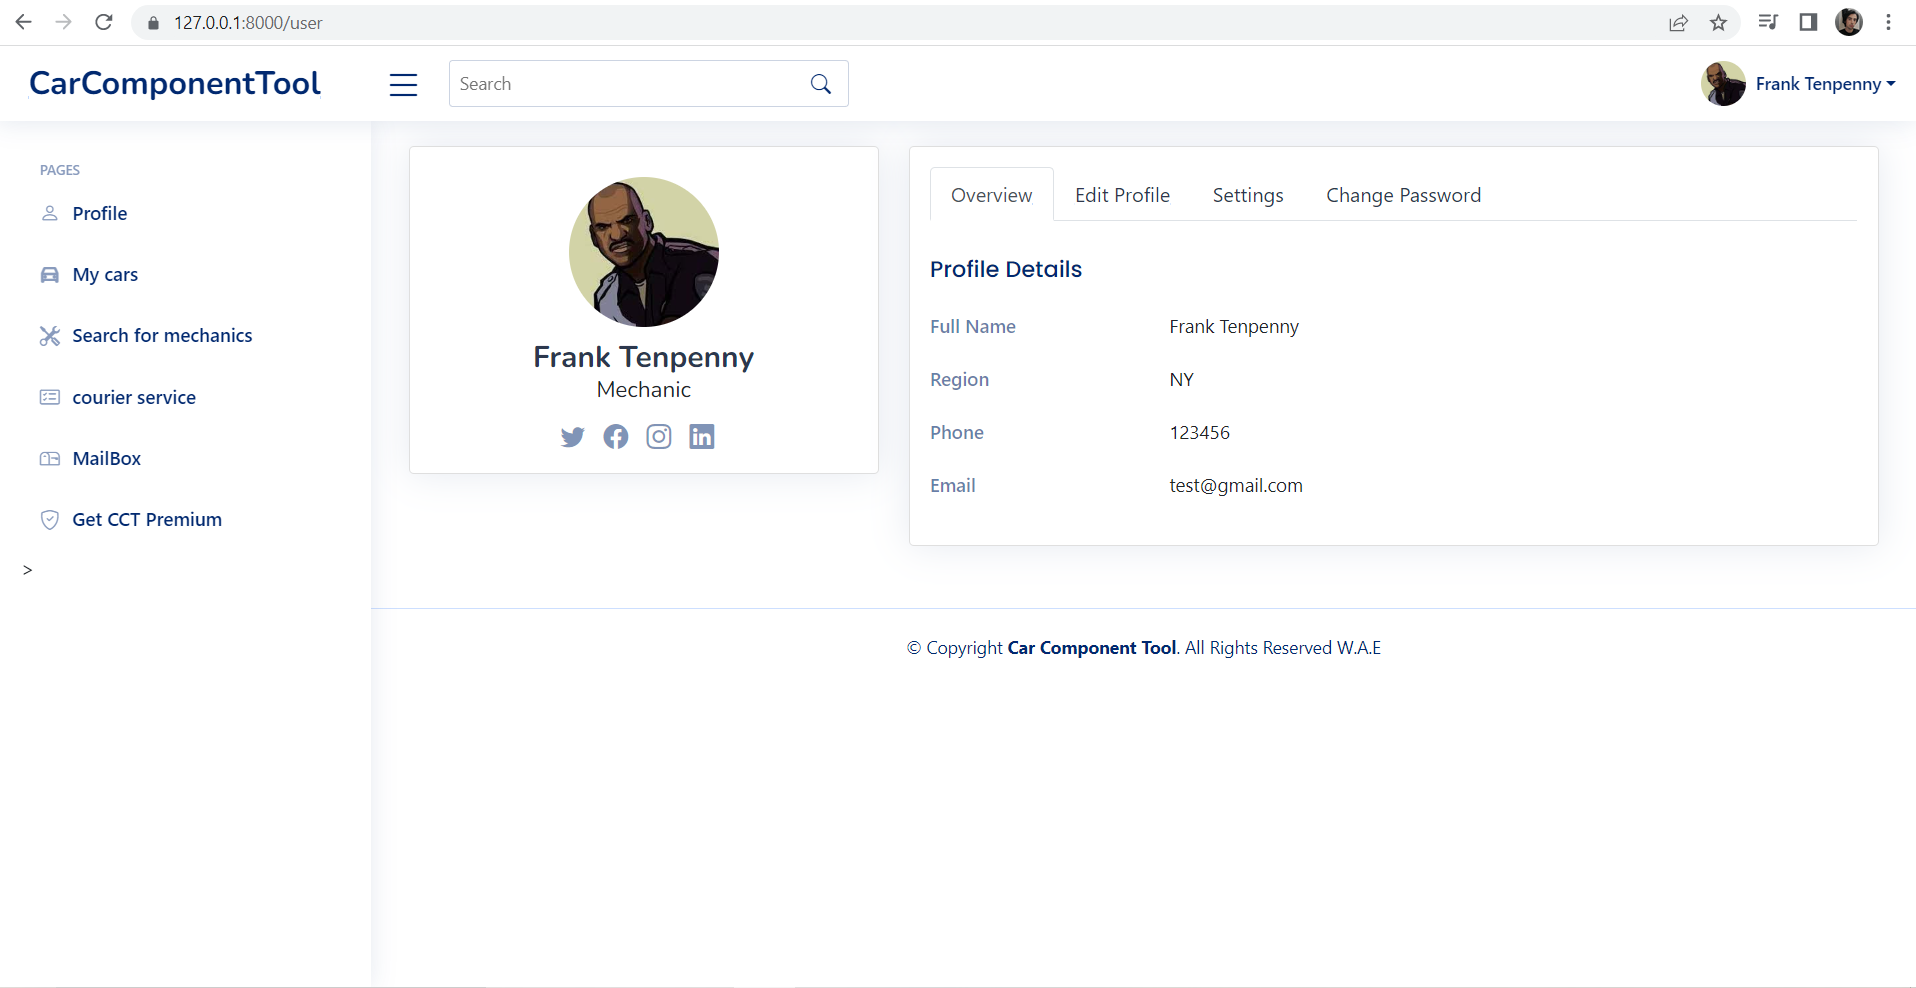 127.0.0.1:8000/user
CarComponentTool
Search
Frank Tenpenny
PAGES
Profile
My cars
Search for mechanics
courier service
MailBox
Get CCT Premium
>
Frank Tenpenny
Mechanic
Overview Edit Profile Settings Change Password
Profile Details
Full Name Frank Tenpenny
Region NY
Phone 123456
Email test@gmail.com
© Copyright Car Component Tool. All Rights Reserved W.A.E